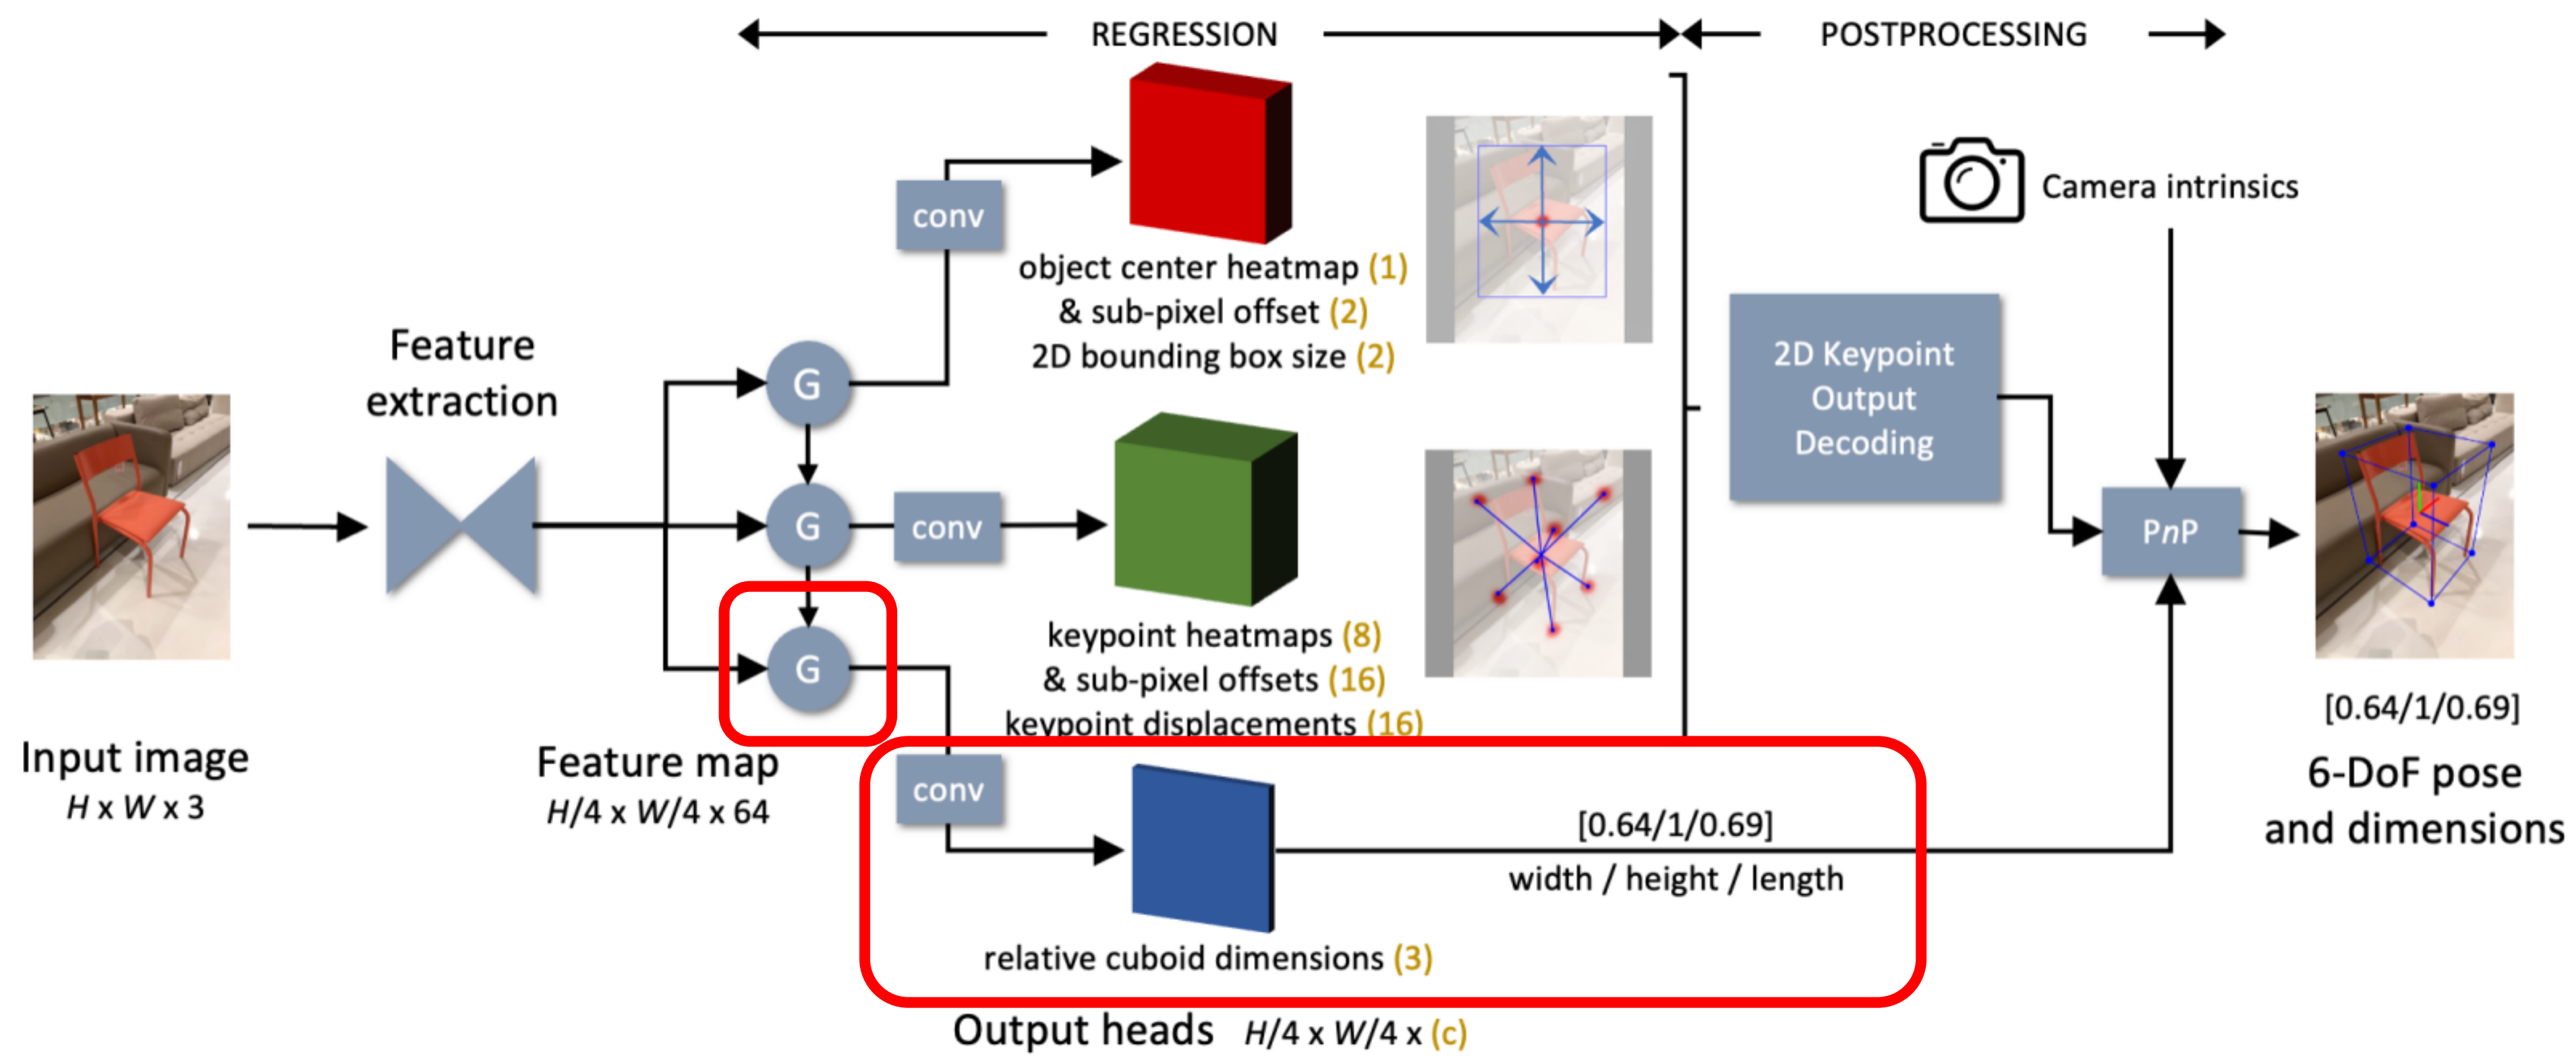 REGRESSION
POSTPROCESSING
conv
object center heatmap (1)
& sub-pixel offset (2)
2D bounding box size (2)
Camera intrinsics
Feature
extraction
G
2D Keypoint
Output
Decoding
G
conv
PnP
keypoint heatmaps (8)
& sub-pixel offsets (16)
keypoint displacements (16)
G
[0.64/1/0.69]
Input image
H x W x 3
Feature map
H/4 x W/4 x 64
6-DoF pose
and dimensions
conv
[0.64/1/0.69]
width / height / length
relative cuboid dimensions (3)
Output heads H/4 x W/4 x (c)